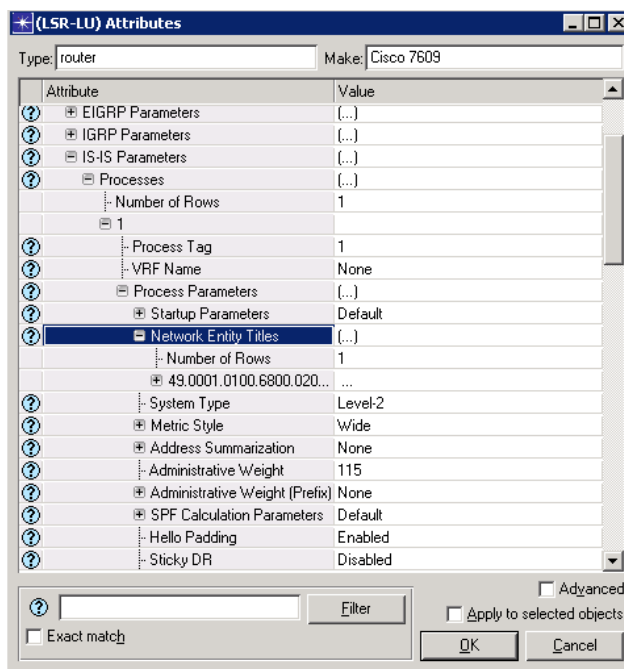 (LSR-LU) Attributes
Type: router Make: Cisco 7609
Attribute Value
EIGRP Parameters (...)
IGRP Parameters (...)
IS-IS Parameters (...)
Processes (...)
Number of Rows 1
1
Process Tag 1
VRF Name None
Process Parameters (...)
Startup Parameters Default
Network Entity Titles (...)
Number of Rows 1
49.0001.0100.6800.020... ...
System Type Level-2
Metric Style Wide
Address Summarization None
Administrative Weight 115
Administrative Weight (Prefix) None
SPF Calculation Parameters Default
Hello Padding Enabled
Sticky DR Disabled
Advanced
Filter
Apply to selected objects
Exact match
OK Cancel